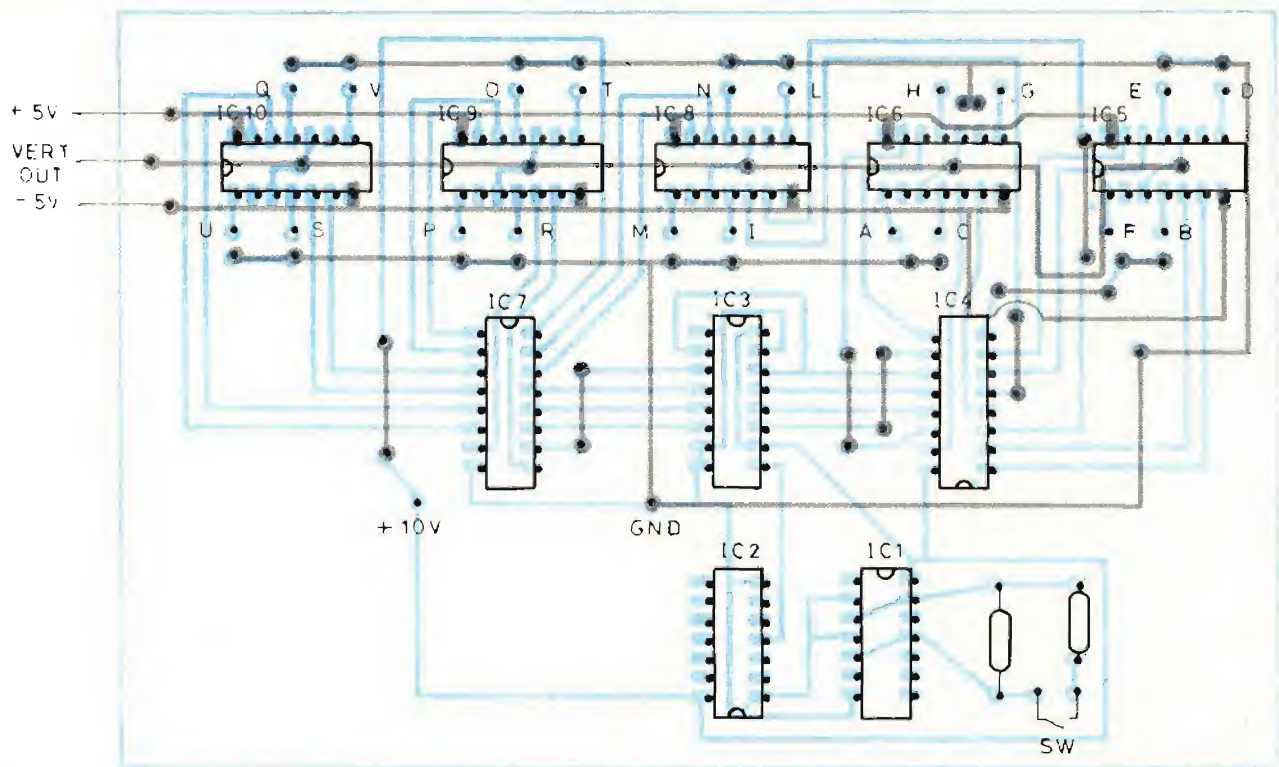 Q V O T N L H G E D
+ 5V IC10 IC9 IC8 IC6 IC5
VERT
OUT
- 5V
U S P R M I A C F B
IC7 IC3 IC4
+ 10V GND
IC2 IC1
SW